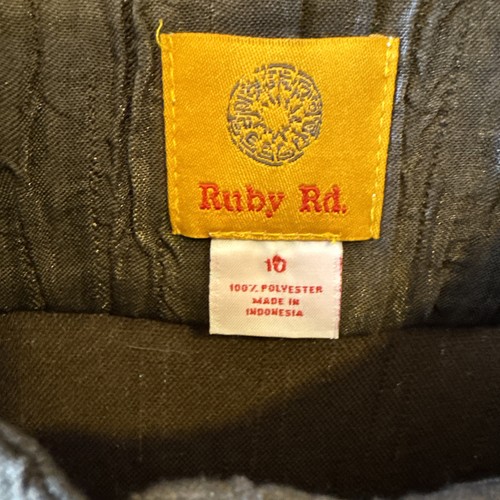 Ruby Rd.
10
100% POLYESTER
MADE IN
INDONESIA